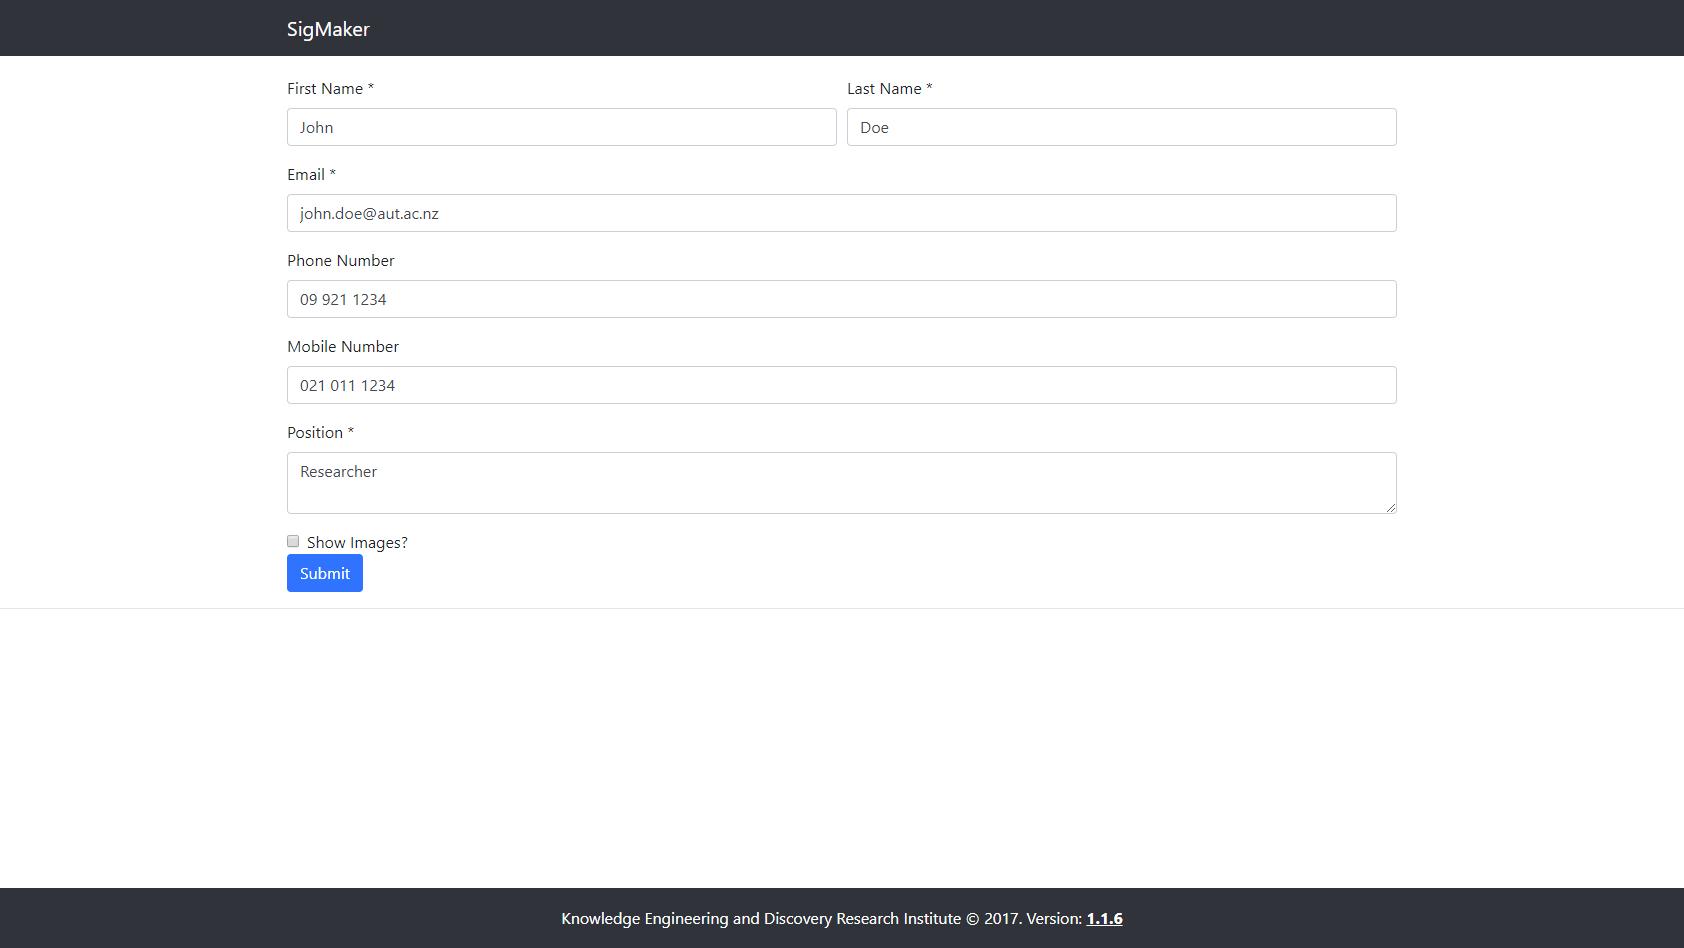 SigMaker
First Name * Last Name *
John Doe
Email *
john.doe@aut.ac.nz
Phone Number
09 921 1234
Mobile Number
021 011 1234
Position *
Researcher
Show Images?
Submit
Knowledge Engineering and Discovery Research Institute © 2017. Version: 1.1.6